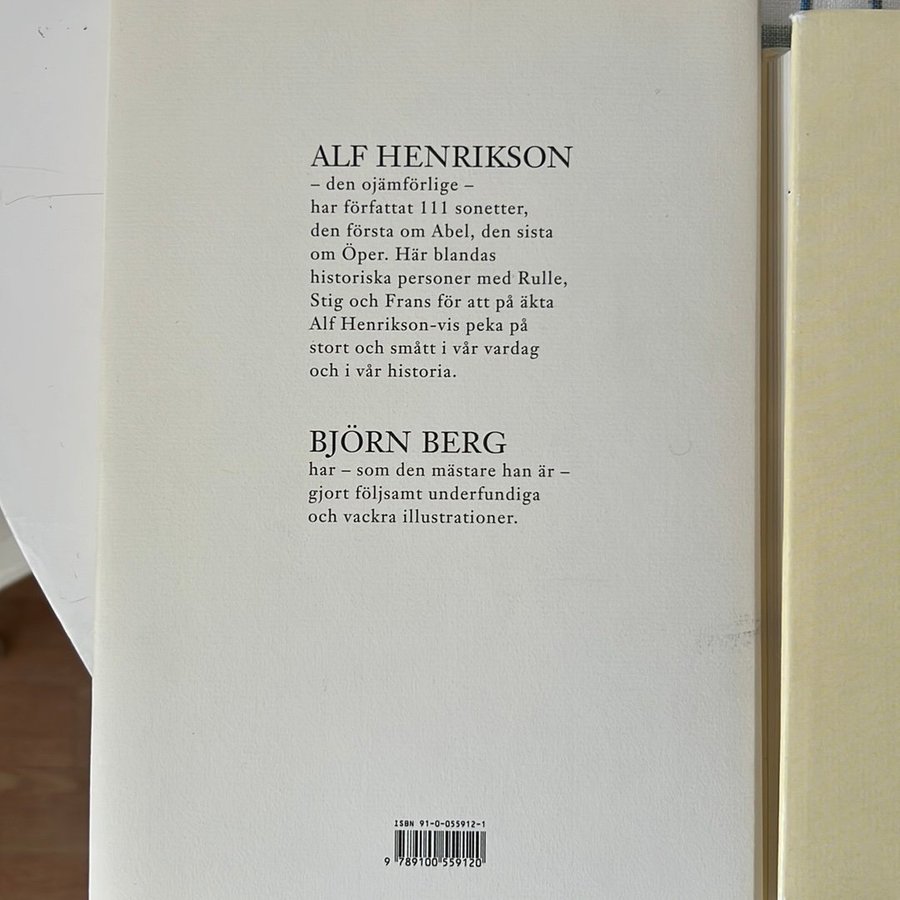 ALF HENRIKSON
– den ojämförlige –
har författat 111 sonetter,
den första om Abel, den sista
om Öper. Här blandas
historiska personer med Rulle,
Stig och Frans för att på äkta
Alf Henrikson-vis peka på
stort och smått i vår vardag
och i vår historia.
BJÖRN BERG
har – som den mästare han är –
gjort följsamt underfundiga
och vackra illustrationer.
ISBN 91-0-055912-1
9 789100 559120